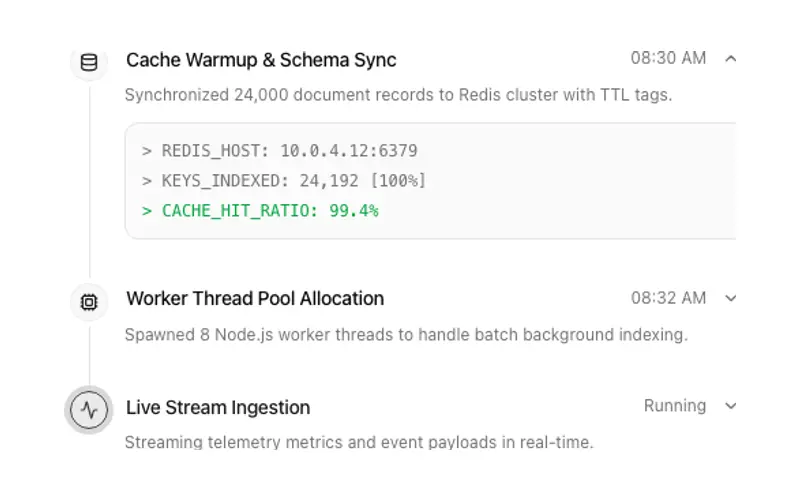 Cache Warmup & Schema Sync 08:30 AM
Synchronized 24,000 document records to Redis cluster with TTL tags.
> REDIS_HOST: 10.0.4.12:6379
> KEYS_INDEXED: 24,192 [100%]
> CACHE_HIT_RATIO: 99.4%
Worker Thread Pool Allocation 08:32 AM
Spawned 8 Node.js worker threads to handle batch background indexing.
Live Stream Ingestion Running
Streaming telemetry metrics and event payloads in real-time.